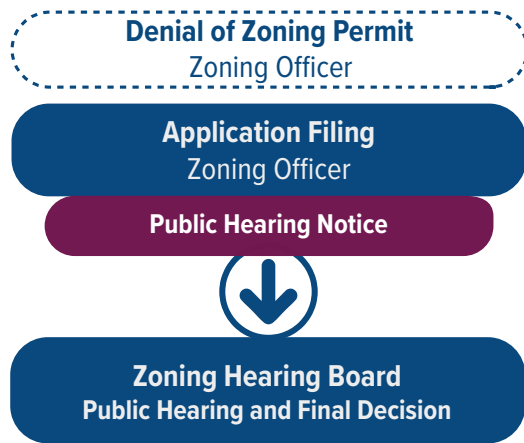 Denial of Zoning Permit
Zoning Officer
Application Filing
Zoning Officer
Public Hearing Notice
Zoning Hearing Board
Public Hearing and Final Decision